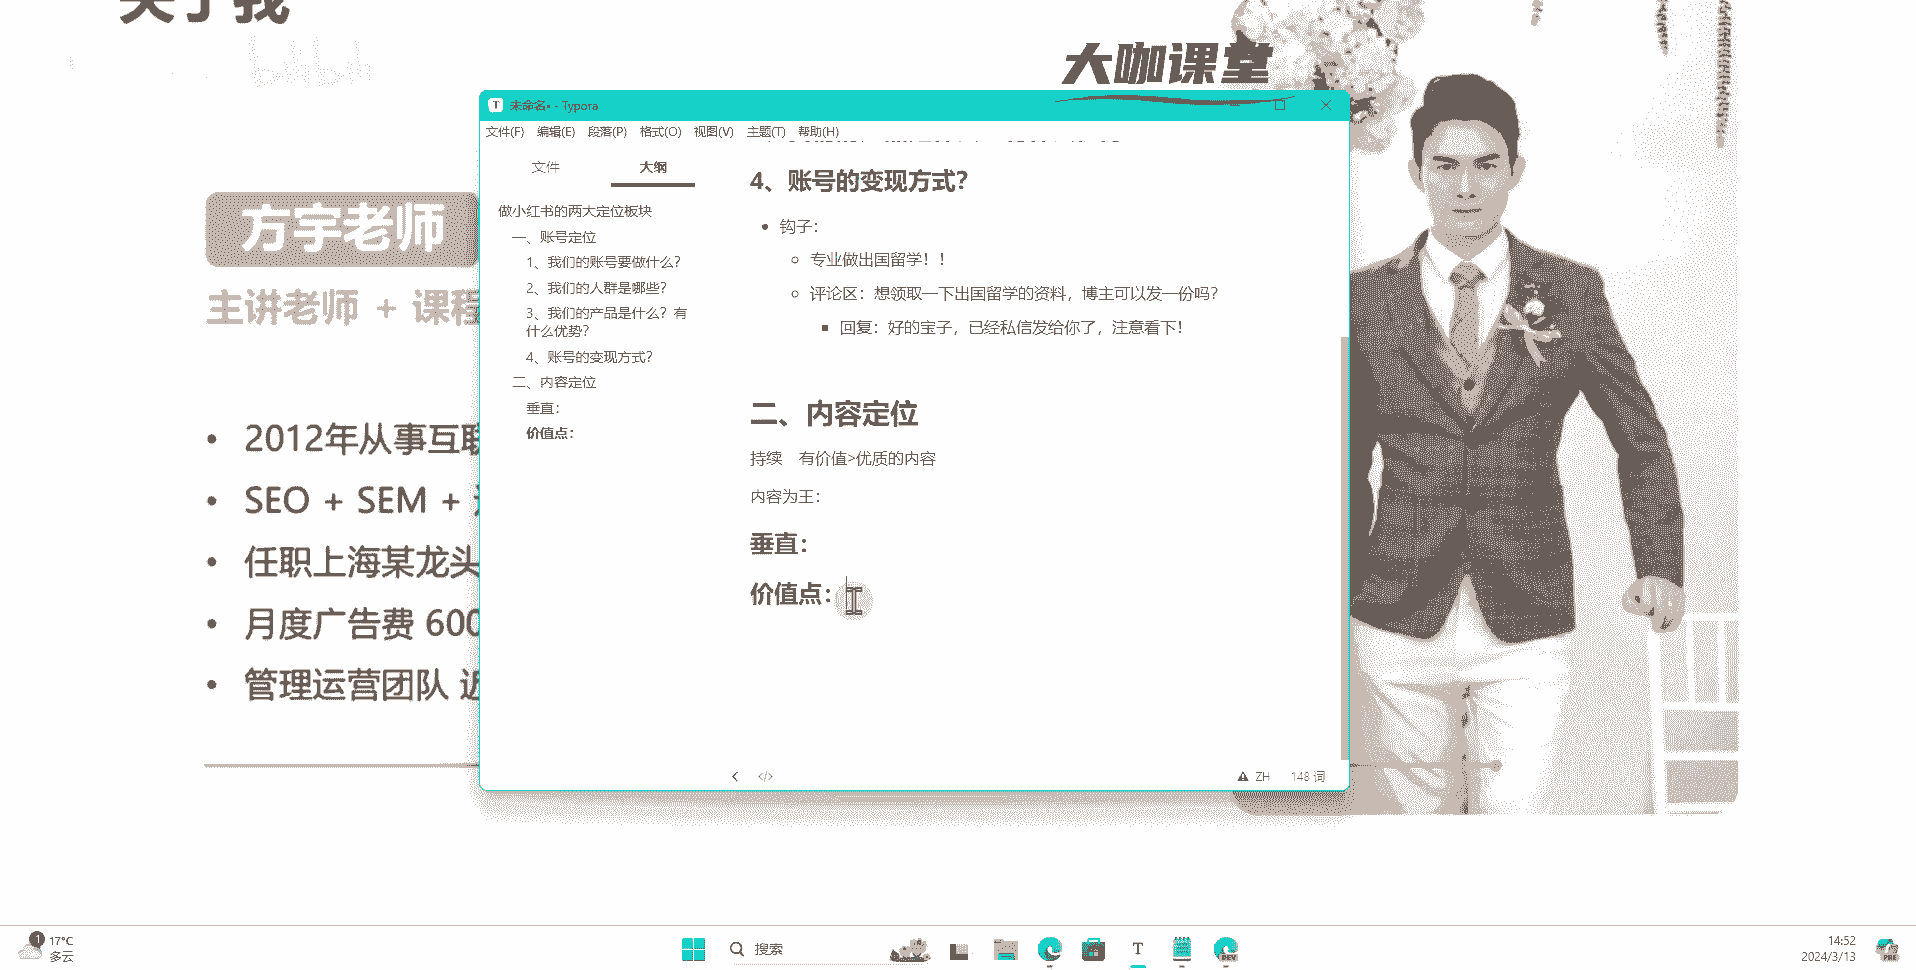 关于我
bilibili
大咖课堂
方宇老师
主讲老师 + 课程
2012年从事互联
SEO + SEM +
任职上海某龙头
月度广告费 600
管理运营团队 近
未命名• - Typora
文件(F) 编辑(E) 段落(P) 格式(O) 视图(V) 主题(T) 帮助(H)
文件 大纲
做小红书的两大定位板块
一、账号定位
1、我们的账号要做什么？
2、我们的人群是哪些？
3、我们的产品是什么？有
什么优势？
4、账号的变现方式？
二、内容定位
垂直：
价值点：
4、账号的变现方式？
钩子：
专业做出国留学！！
评论区：想领取一下出国留学的资料，博主可以发一份吗？
回复：好的宝子，已经私信发给你了，注意看下！
二、内容定位
持续 有价值>优质的内容
内容为王：
垂直：
价值点：
ZH 148 词
1
17°C
多云
搜索
T
DEV
14:52
2024/3/13
PRE